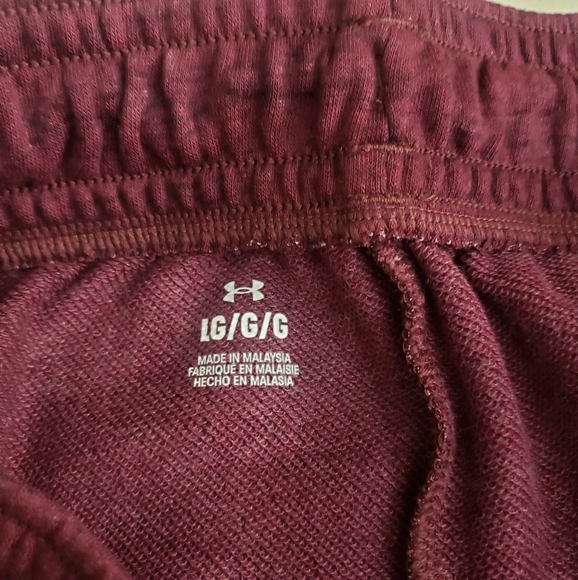 LG/G/G
MADE IN MALAYSIA
FABRIQUÉ EN MALAISIE
HECHO EN MALASIA